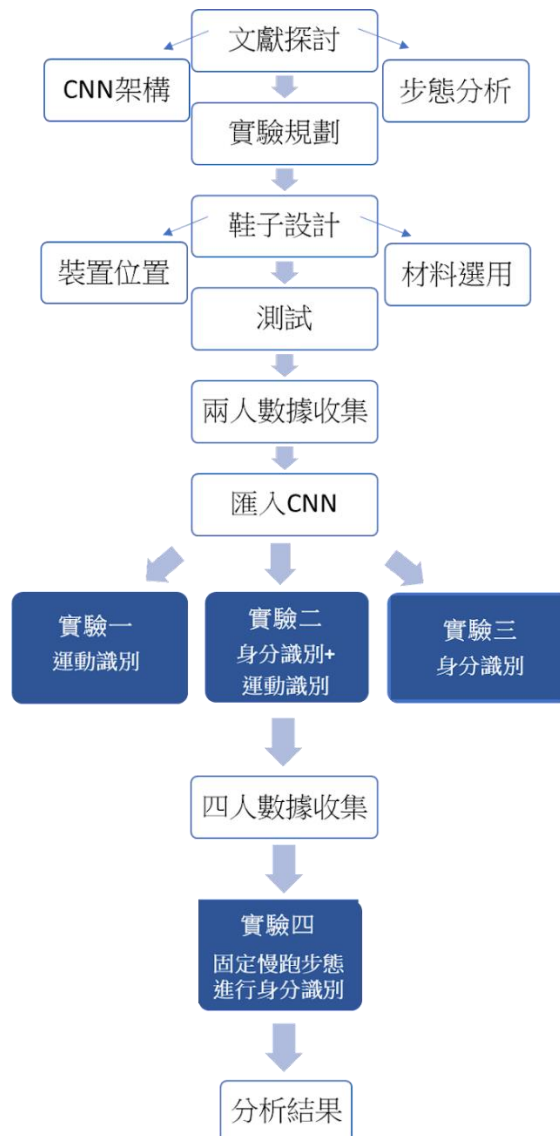 文獻探討
CNN架構
步態分析
實驗規劃
鞋子設計
裝置位置
材料選用
測試
兩人數據收集
匯入CNN
實驗一
運動識別
實驗二
身分識別+
運動識別
實驗三
身分識別
四人數據收集
實驗四
固定慢跑步態
進行身分識別
分析結果